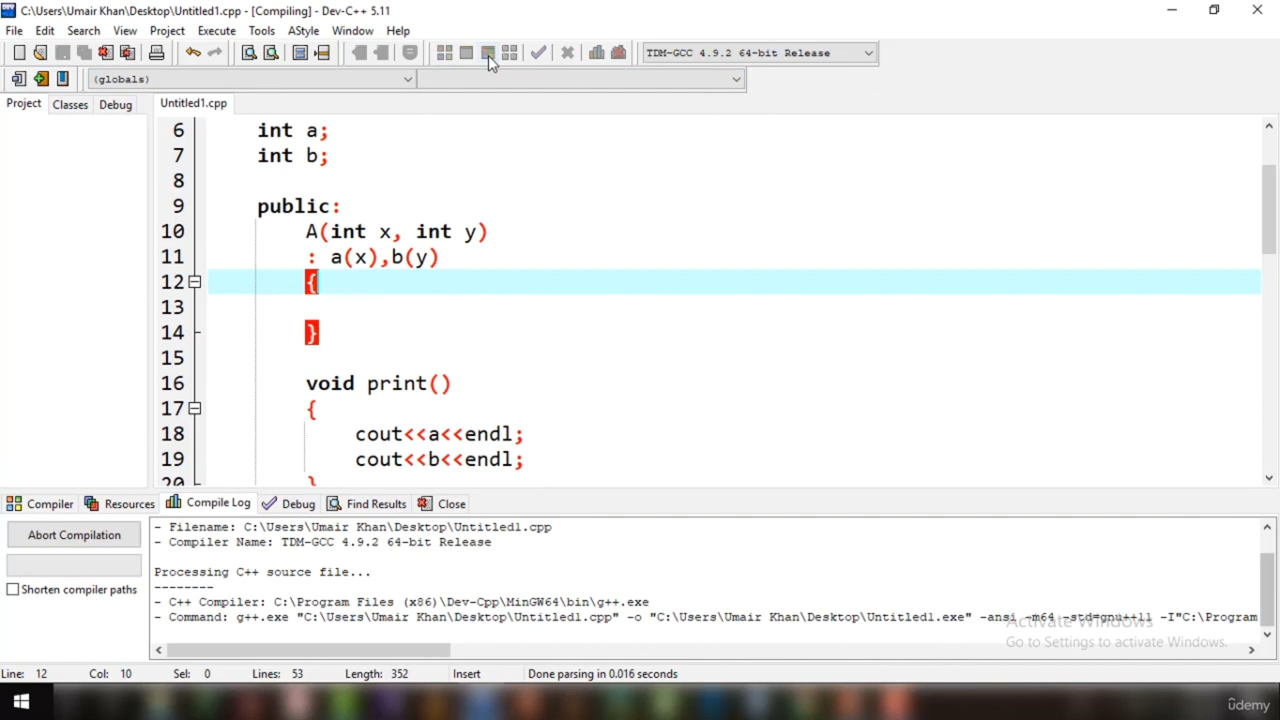 C:\Users\Umair Khan\Desktop\Untitled1.cpp - [Compiling] - Dev-C++ 5.11
File Edit Search View Project Execute Tools AStyle Window Help
TDM-GCC 4.9.2 64-bit Release
(globals)
Project Classes Debug Untitled1.cpp
6 int a;
7 int b;
8
9 public:
10 A(int x, int y)
11 : a(x),b(y)
12 {
13
14 }
15
16 void print()
17 {
18 cout<<a<<endl;
19 cout<<b<<endl;
20 }
Compiler Resources Compile Log Debug Find Results Close
Abort Compilation
Shorten compiler paths
- Filename: C:\Users\Umair Khan\Desktop\Untitled1.cpp
- Compiler Name: TDM-GCC 4.9.2 64-bit Release
Processing C++ source file...
--------
- C++ Compiler: C:\Program Files (x86)\Dev-Cpp\MinGW64\bin\g++.exe
- Command: g++.exe "C:\Users\Umair Khan\Desktop\Untitled1.cpp" -o "C:\Users\Umair Khan\Desktop\Untitled1.exe" -ansi -m64 -std=gnu++11 -I"C:\Program
Activate Windows
Go to Settings to activate Windows.
Line: 12 Col: 10 Sel: 0 Lines: 53 Length: 352 Insert Done parsing in 0.016 seconds
ûdemy